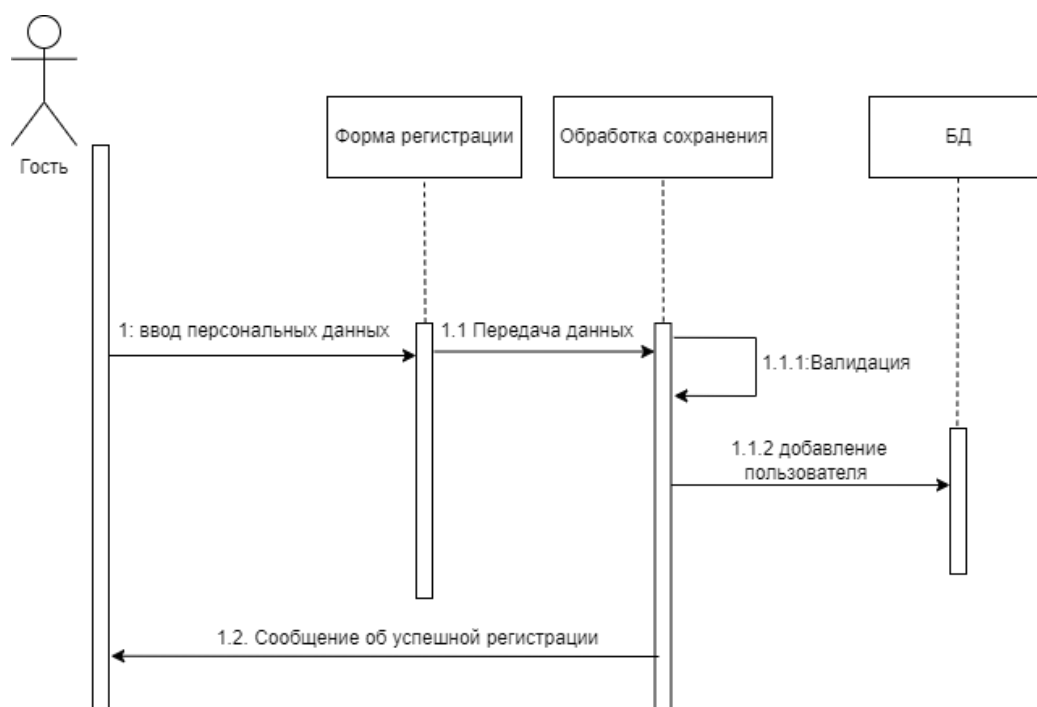 Гость
Форма регистрации
Обработка сохранения
БД
1: ввод персональных данных
1.1 Передача данных
1.1.1:Валидация
1.1.2 добавление
пользователя
1.2. Сообщение об успешной регистрации